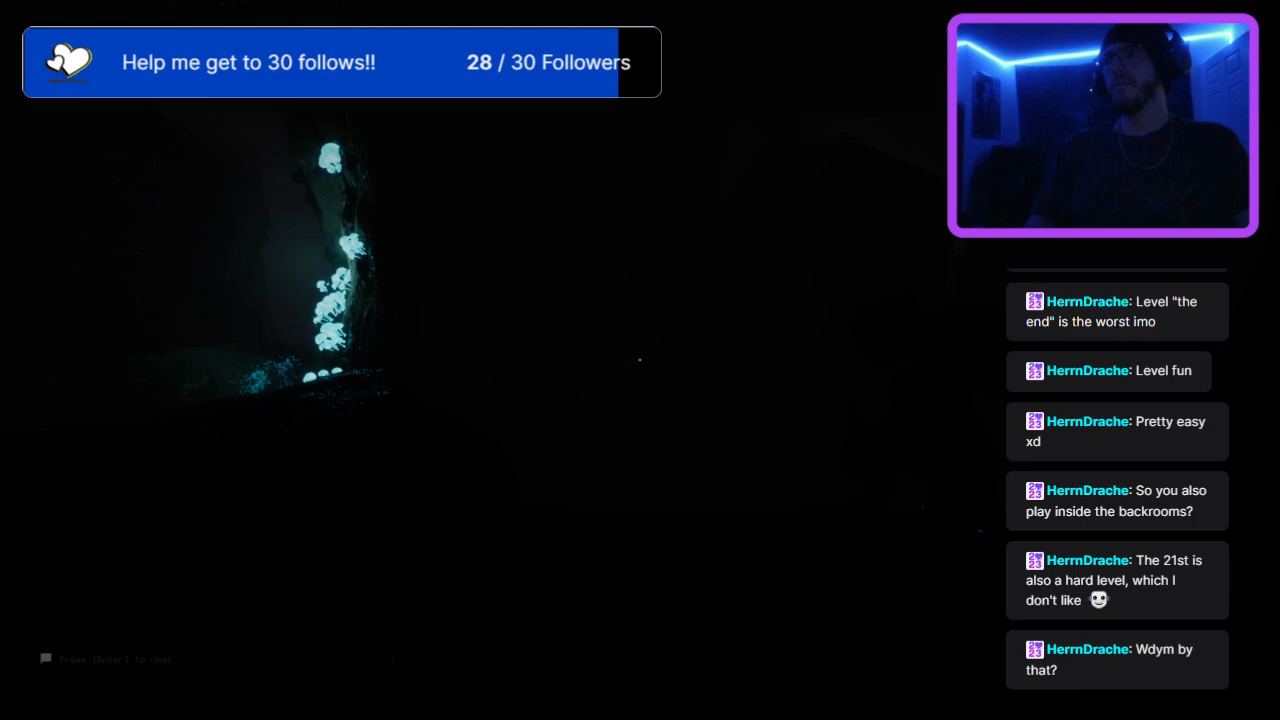 Help me get to 30 follows!! 28 / 30 Followers
HerrnDrache: Level "the
end" is the worst imo
HerrnDrache: Level fun
HerrnDrache: Pretty easy
xd
HerrnDrache: So you also
play inside the backrooms?
HerrnDrache: The 21st is
also a hard level, which I
don't like
HerrnDrache: Wdym by
that?
Press [Enter] to chat.